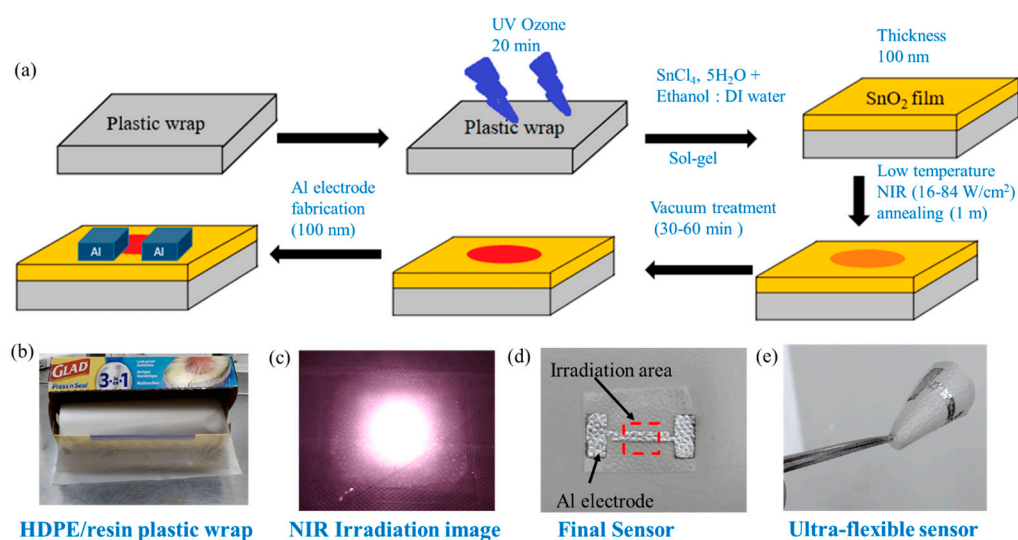 (a)
Plastic wrap
UV Ozone
20 min
Plastic wrap
SnCl₄, 5H₂O +
Ethanol : DI water
Sol-gel
Thickness
100 nm
SnO₂ film
Low temperature
NIR (16-84 W/cm²)
annealing (1 m)
Vacuum treatment
(30-60 min )
Al electrode
fabrication
(100 nm)
Al
Al
(b)
GLAD
Press'n Seal
3 in 1
HDPE/resin plastic wrap
(c)
NIR Irradiation image
(d)
Irradiation area
Al electrode
Final Sensor
(e)
Ultra-flexible sensor